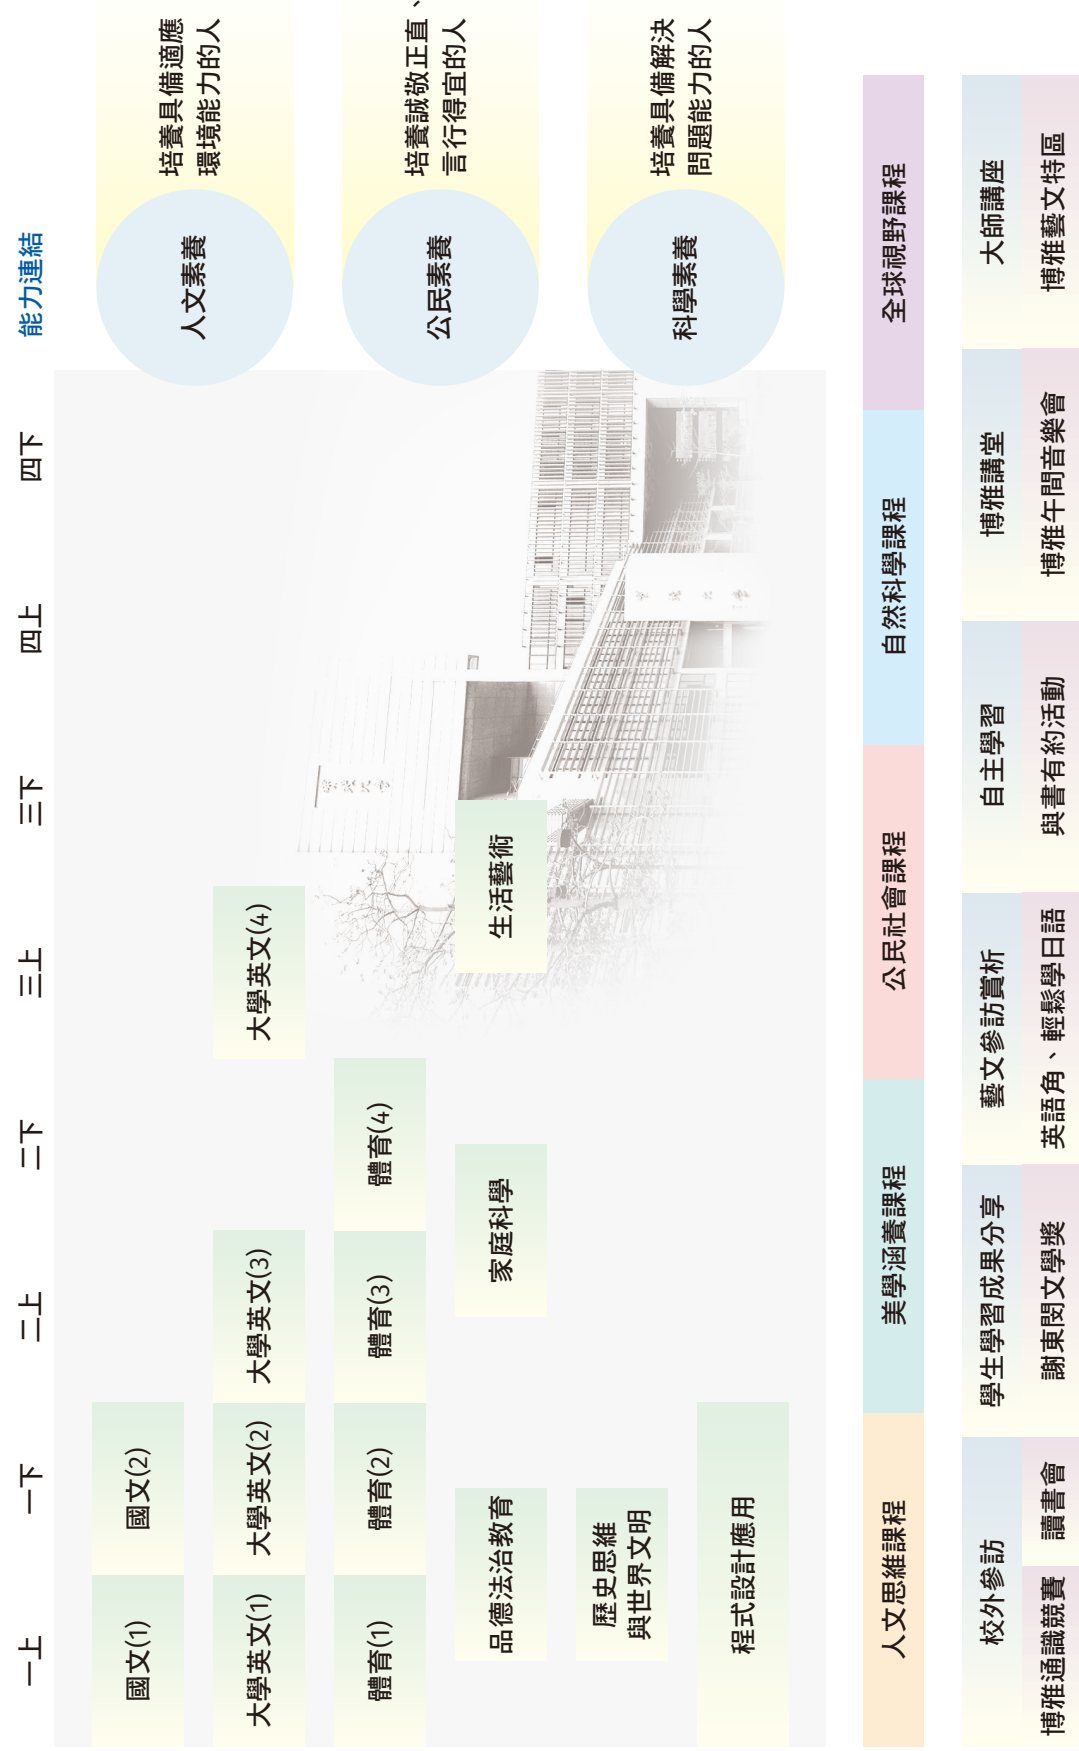 一上
一下
二上
二下
三上
三下
四上
四下
能力連結
國文(1)
國文(2)
大學英文(1)
大學英文(2)
大學英文(3)
大學英文(4)
體育(1)
體育(2)
體育(3)
體育(4)
品德法治教育
家庭科學
生活藝術
歷史思維
與世界文明
程式設計應用
人文素養
培養具備適應
環境能力的人
公民素養
培養誠敬正直、
言行得宜的人
科學素養
培養具備解決
問題能力的人
人文思維課程
美學涵養課程
公民社會課程
自然科學課程
全球視野課程
校外參訪
學生學習成果分享
藝文參訪賞析
自主學習
博雅講堂
大師講座
博雅通識競賽
讀書會
謝東閔文學獎
英語角、輕鬆學日語
與書有約活動
博雅午間音樂會
博雅藝文特區